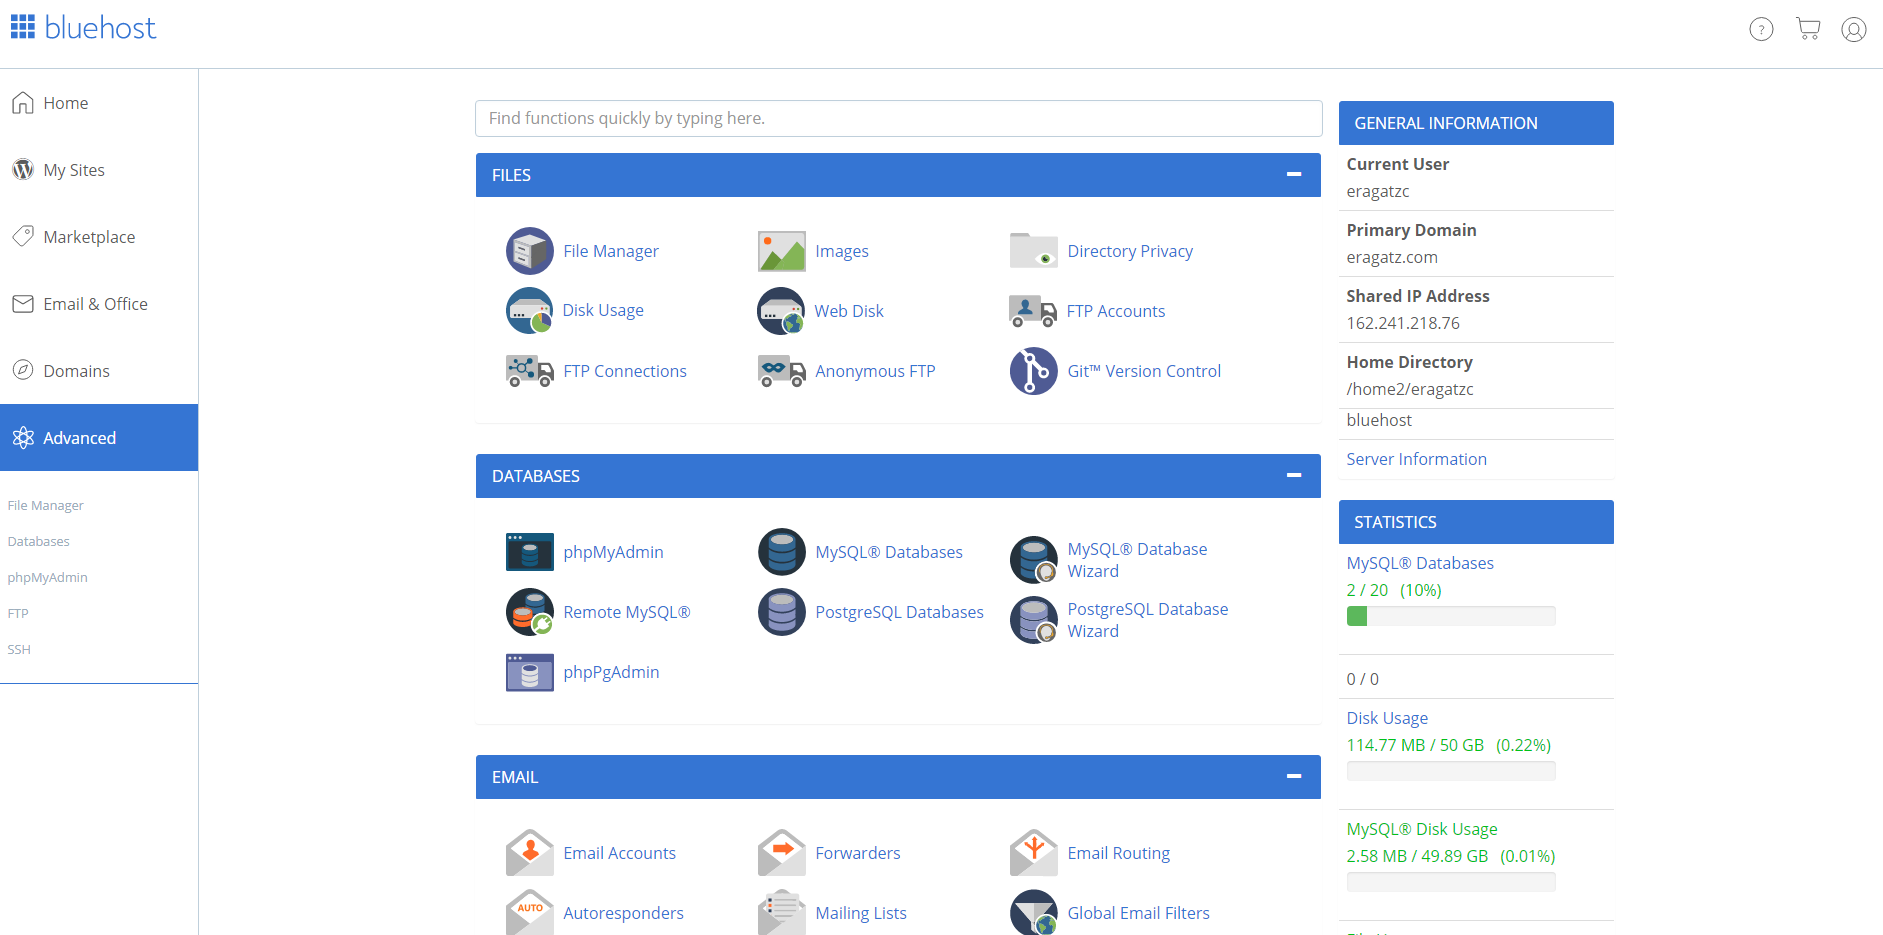 bluehost
?
Home
My Sites
Marketplace
Email & Office
Domains
Advanced
File Manager
Databases
phpMyAdmin
FTP
SSH
Find functions quickly by typing here.
FILES
File Manager
Images
Directory Privacy
Disk Usage
Web Disk
FTP Accounts
FTP Connections
Anonymous FTP
Git™ Version Control
DATABASES
phpMyAdmin
MySQL® Databases
MySQL® Database
Wizard
Remote MySQL®
PostgreSQL Databases
PostgreSQL Database
Wizard
phpPgAdmin
EMAIL
Email Accounts
Forwarders
Email Routing
AUTO
Autoresponders
Mailing Lists
Global Email Filters
GENERAL INFORMATION
Current User
eragatzc
Primary Domain
eragatz.com
Shared IP Address
162.241.218.76
Home Directory
/home2/eragatzc
bluehost
Server Information
STATISTICS
MySQL® Databases
2 / 20 (10%)
0 / 0
Disk Usage
114.77 MB / 50 GB (0.22%)
MySQL® Disk Usage
2.58 MB / 49.89 GB (0.01%)